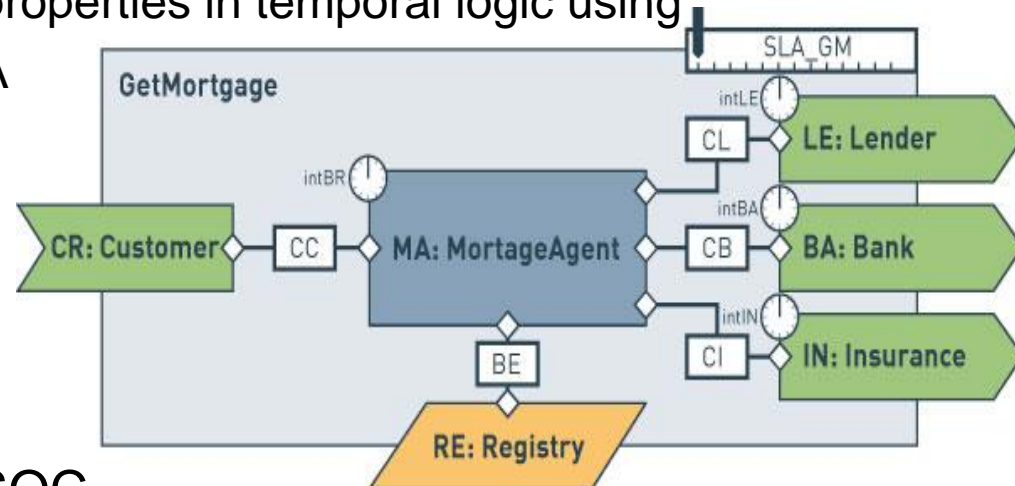 properties in temporal logic using
A
SLA_GM
GetMortgage
intLE
CL
LE: Lender
intBR
intBA
CR: Customer
CC
MA: MortageAgent
CB
BA: Bank
intIN
BE
CI
IN: Insurance
RE: Registry